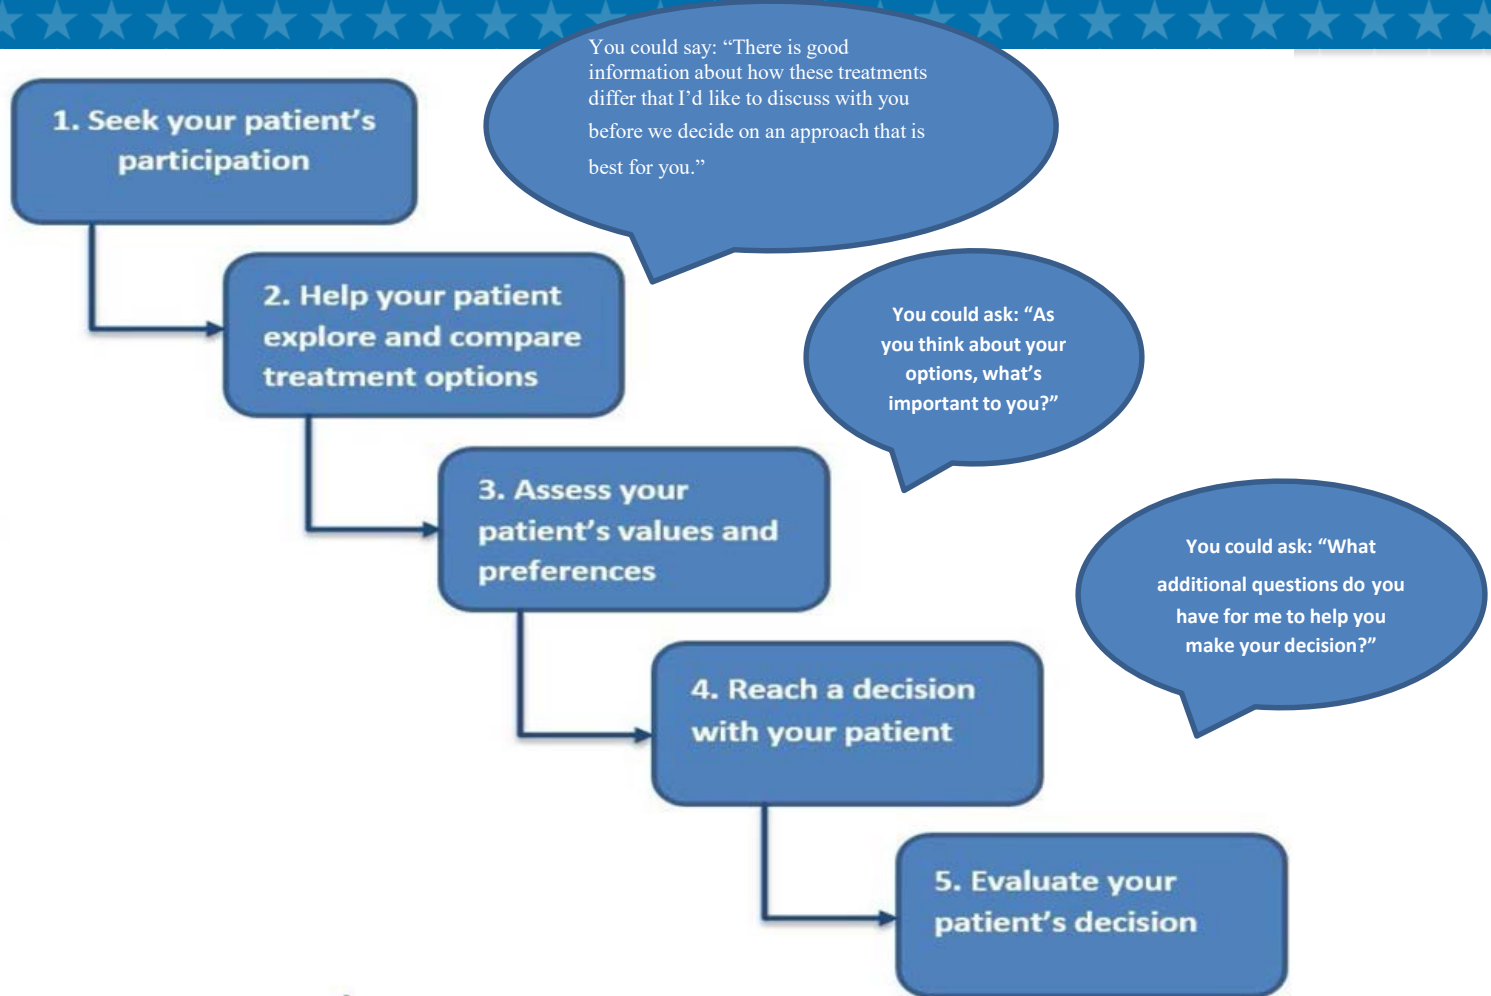 You could say: “There is good
information about how these treatments
differ that I’d like to discuss with you
before we decide on an approach that is
best for you.”
1. Seek your patient’s
participation
2. Help your patient
explore and compare
treatment options
You could ask: “As
you think about your
options, what’s
important to you?”
3. Assess your
patient’s values and
preferences
You could ask: “What
additional questions do you
have for me to help you
make your decision?”
4. Reach a decision
with your patient
5. Evaluate your
patient’s decision